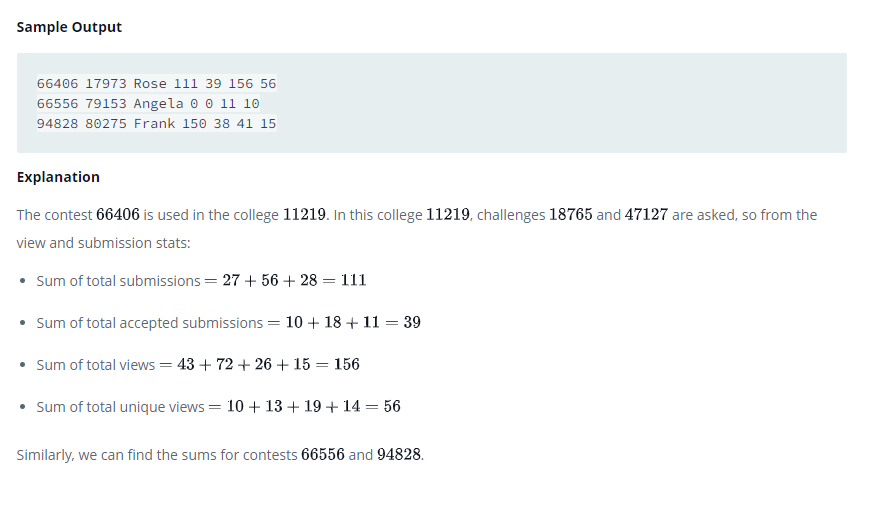 Sample Output
66406 17973 Rose 111 39 156 56
66556 79153 Angela 0 0 11 10
94828 80275 Frank 150 38 41 15
Explanation
The contest 66406 is used in the college 11219. In this college 11219, challenges 18765 and 47127 are asked, so from the
view and submission stats:
• Sum of total submissions = 27 + 56 + 28 = 111
• Sum of total accepted submissions = 10 + 18 + 11 = 39
• Sum of total views = 43 + 72 + 26 + 15 = 156
• Sum of total unique views = 10 + 13 + 19 + 14 = 56
Similarly, we can find the sums for contests 66556 and 94828.